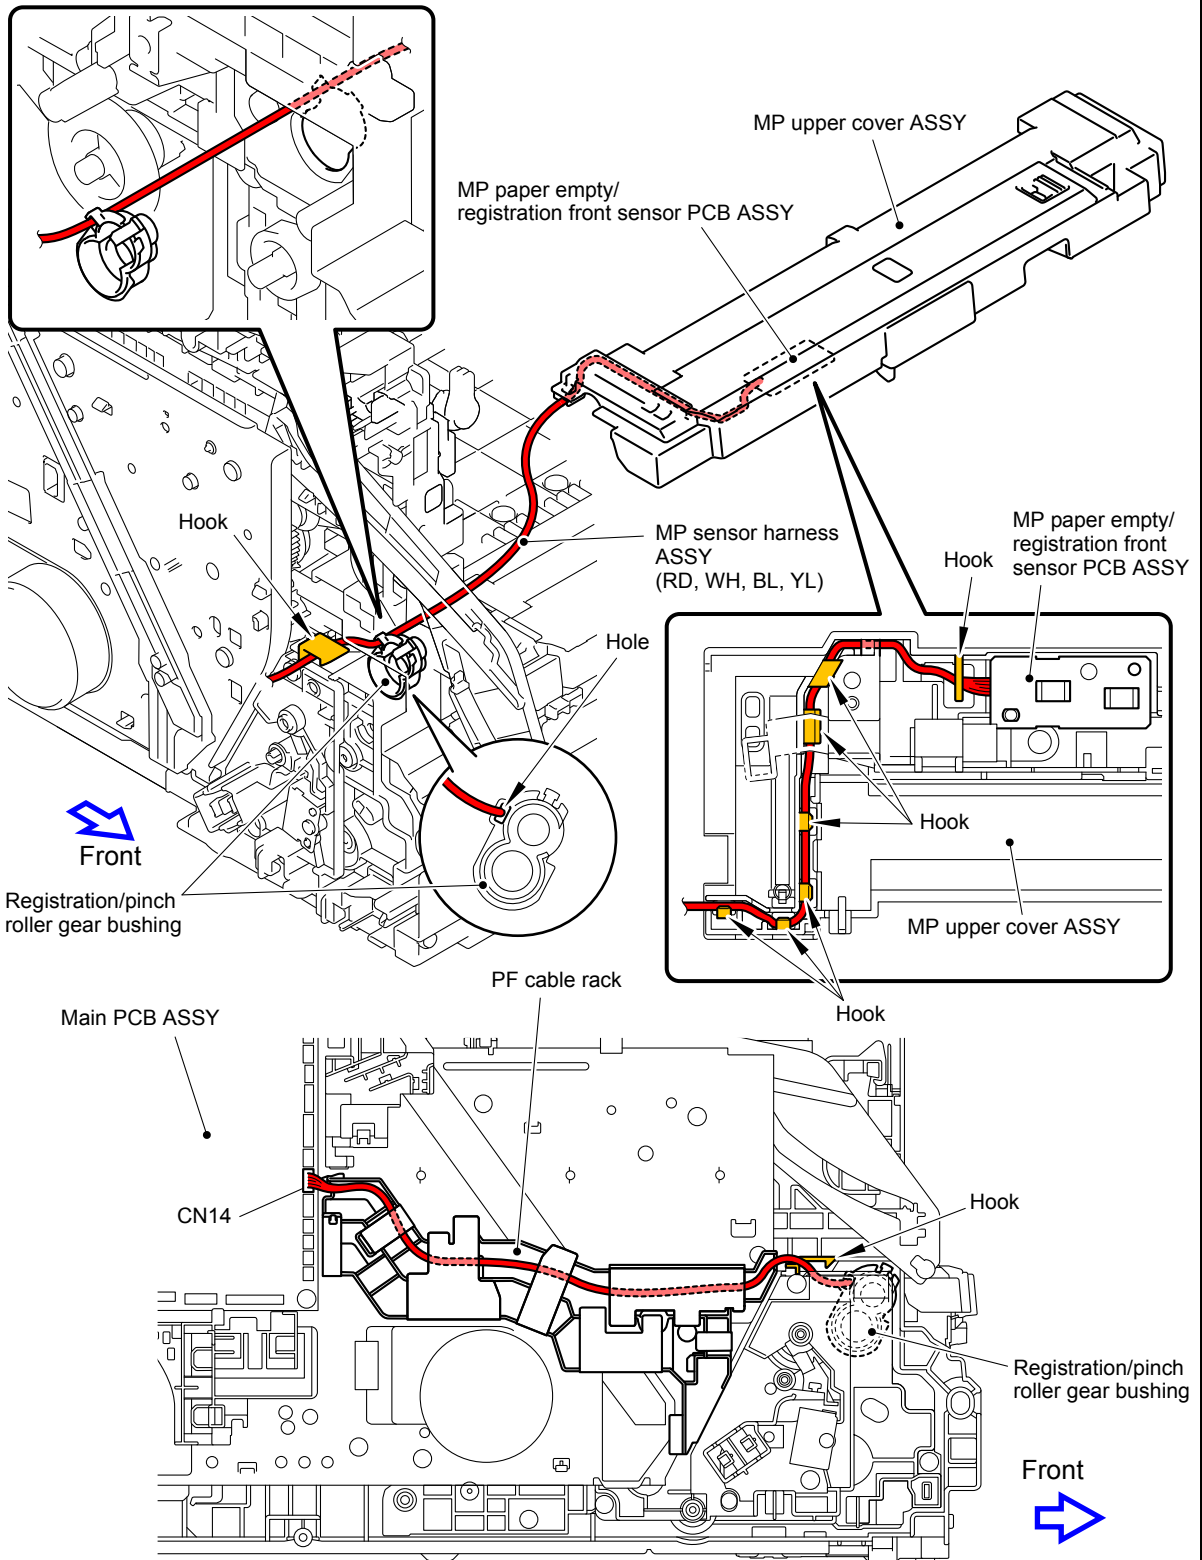 MP upper cover ASSY
MP paper empty/
registration front sensor PCB ASSY
Hook
MP sensor harness
ASSY
(RD, WH, BL, YL)
Hook
MP paper empty/
registration front
sensor PCB ASSY
Hole
Front
Registration/pinch
roller gear bushing
Hook
MP upper cover ASSY
Hook
PF cable rack
Main PCB ASSY
CN14
Hook
Registration/pinch
roller gear bushing
Front